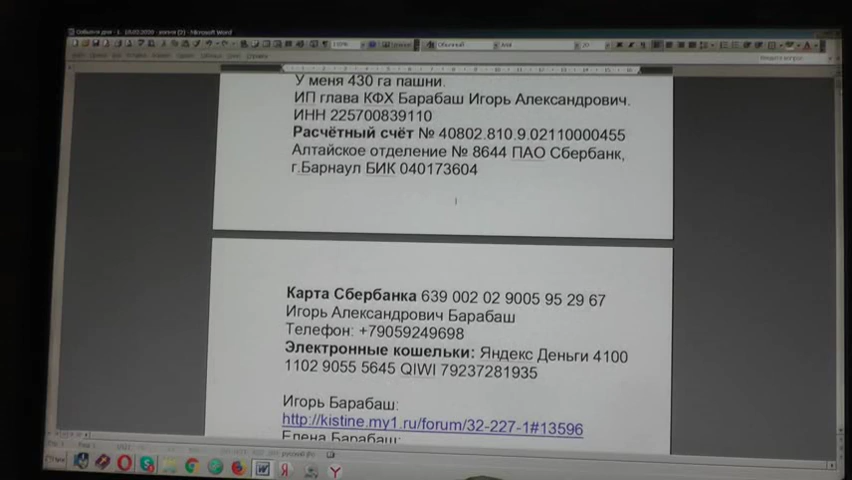 У меня 430 га пашни.
ИП глава КФХ Барабаш Игорь Александрович.
ИНН 225700839110
Расчётный счёт № 40802.810.9.02110000455
Алтайское отделение № 8644 ПАО Сбербанк,
г.Барнаул БИК 040173604
Карта Сбербанка 639 002 02 9005 95 29 67
Игорь Александрович Барабаш
Телефон: +79059249698
Электронные кошельки: Яндекс Деньги 4100
1102 9055 5645 QIWI 79237281935
Игорь Барабаш:
http://kistine.my1.ru/forum/32-227-1#13596
Елена Барабаш: